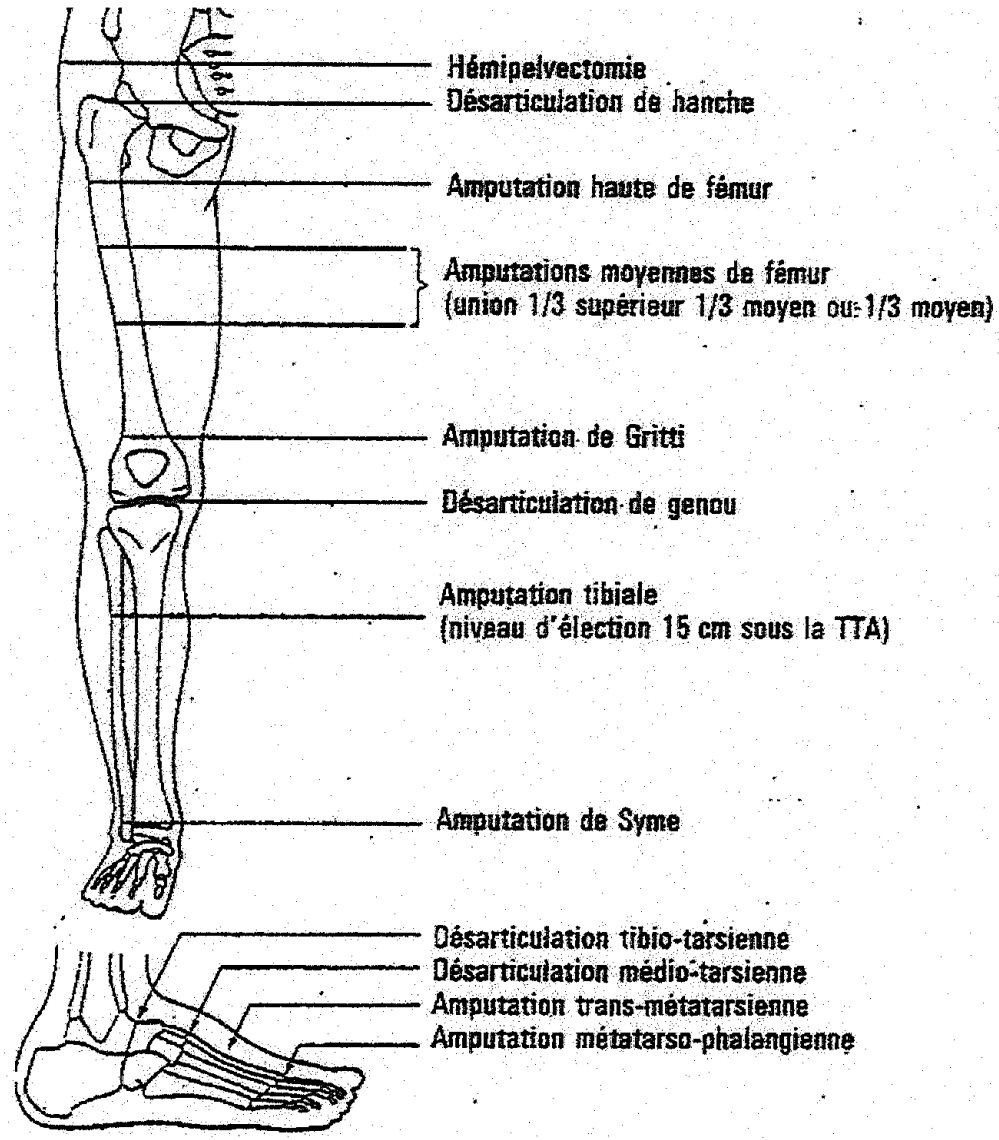 Hémipelvectomie
Désarticulation de hanche
Amputation haute de fémur
Amputations moyennes de fémur
(union 1/3 supérieur 1/3 moyen ou 1/3 moyen)
Amputation de Gritti
Désarticulation de genou
Amputation tibiale
(niveau d'élection 15 cm sous la TTA)
Amputation de Syme
Désarticulation tibio-tarsienne
Désarticulation médio-tarsienne
Amputation trans-métatarsienne
Amputation métatarso-phalangienne